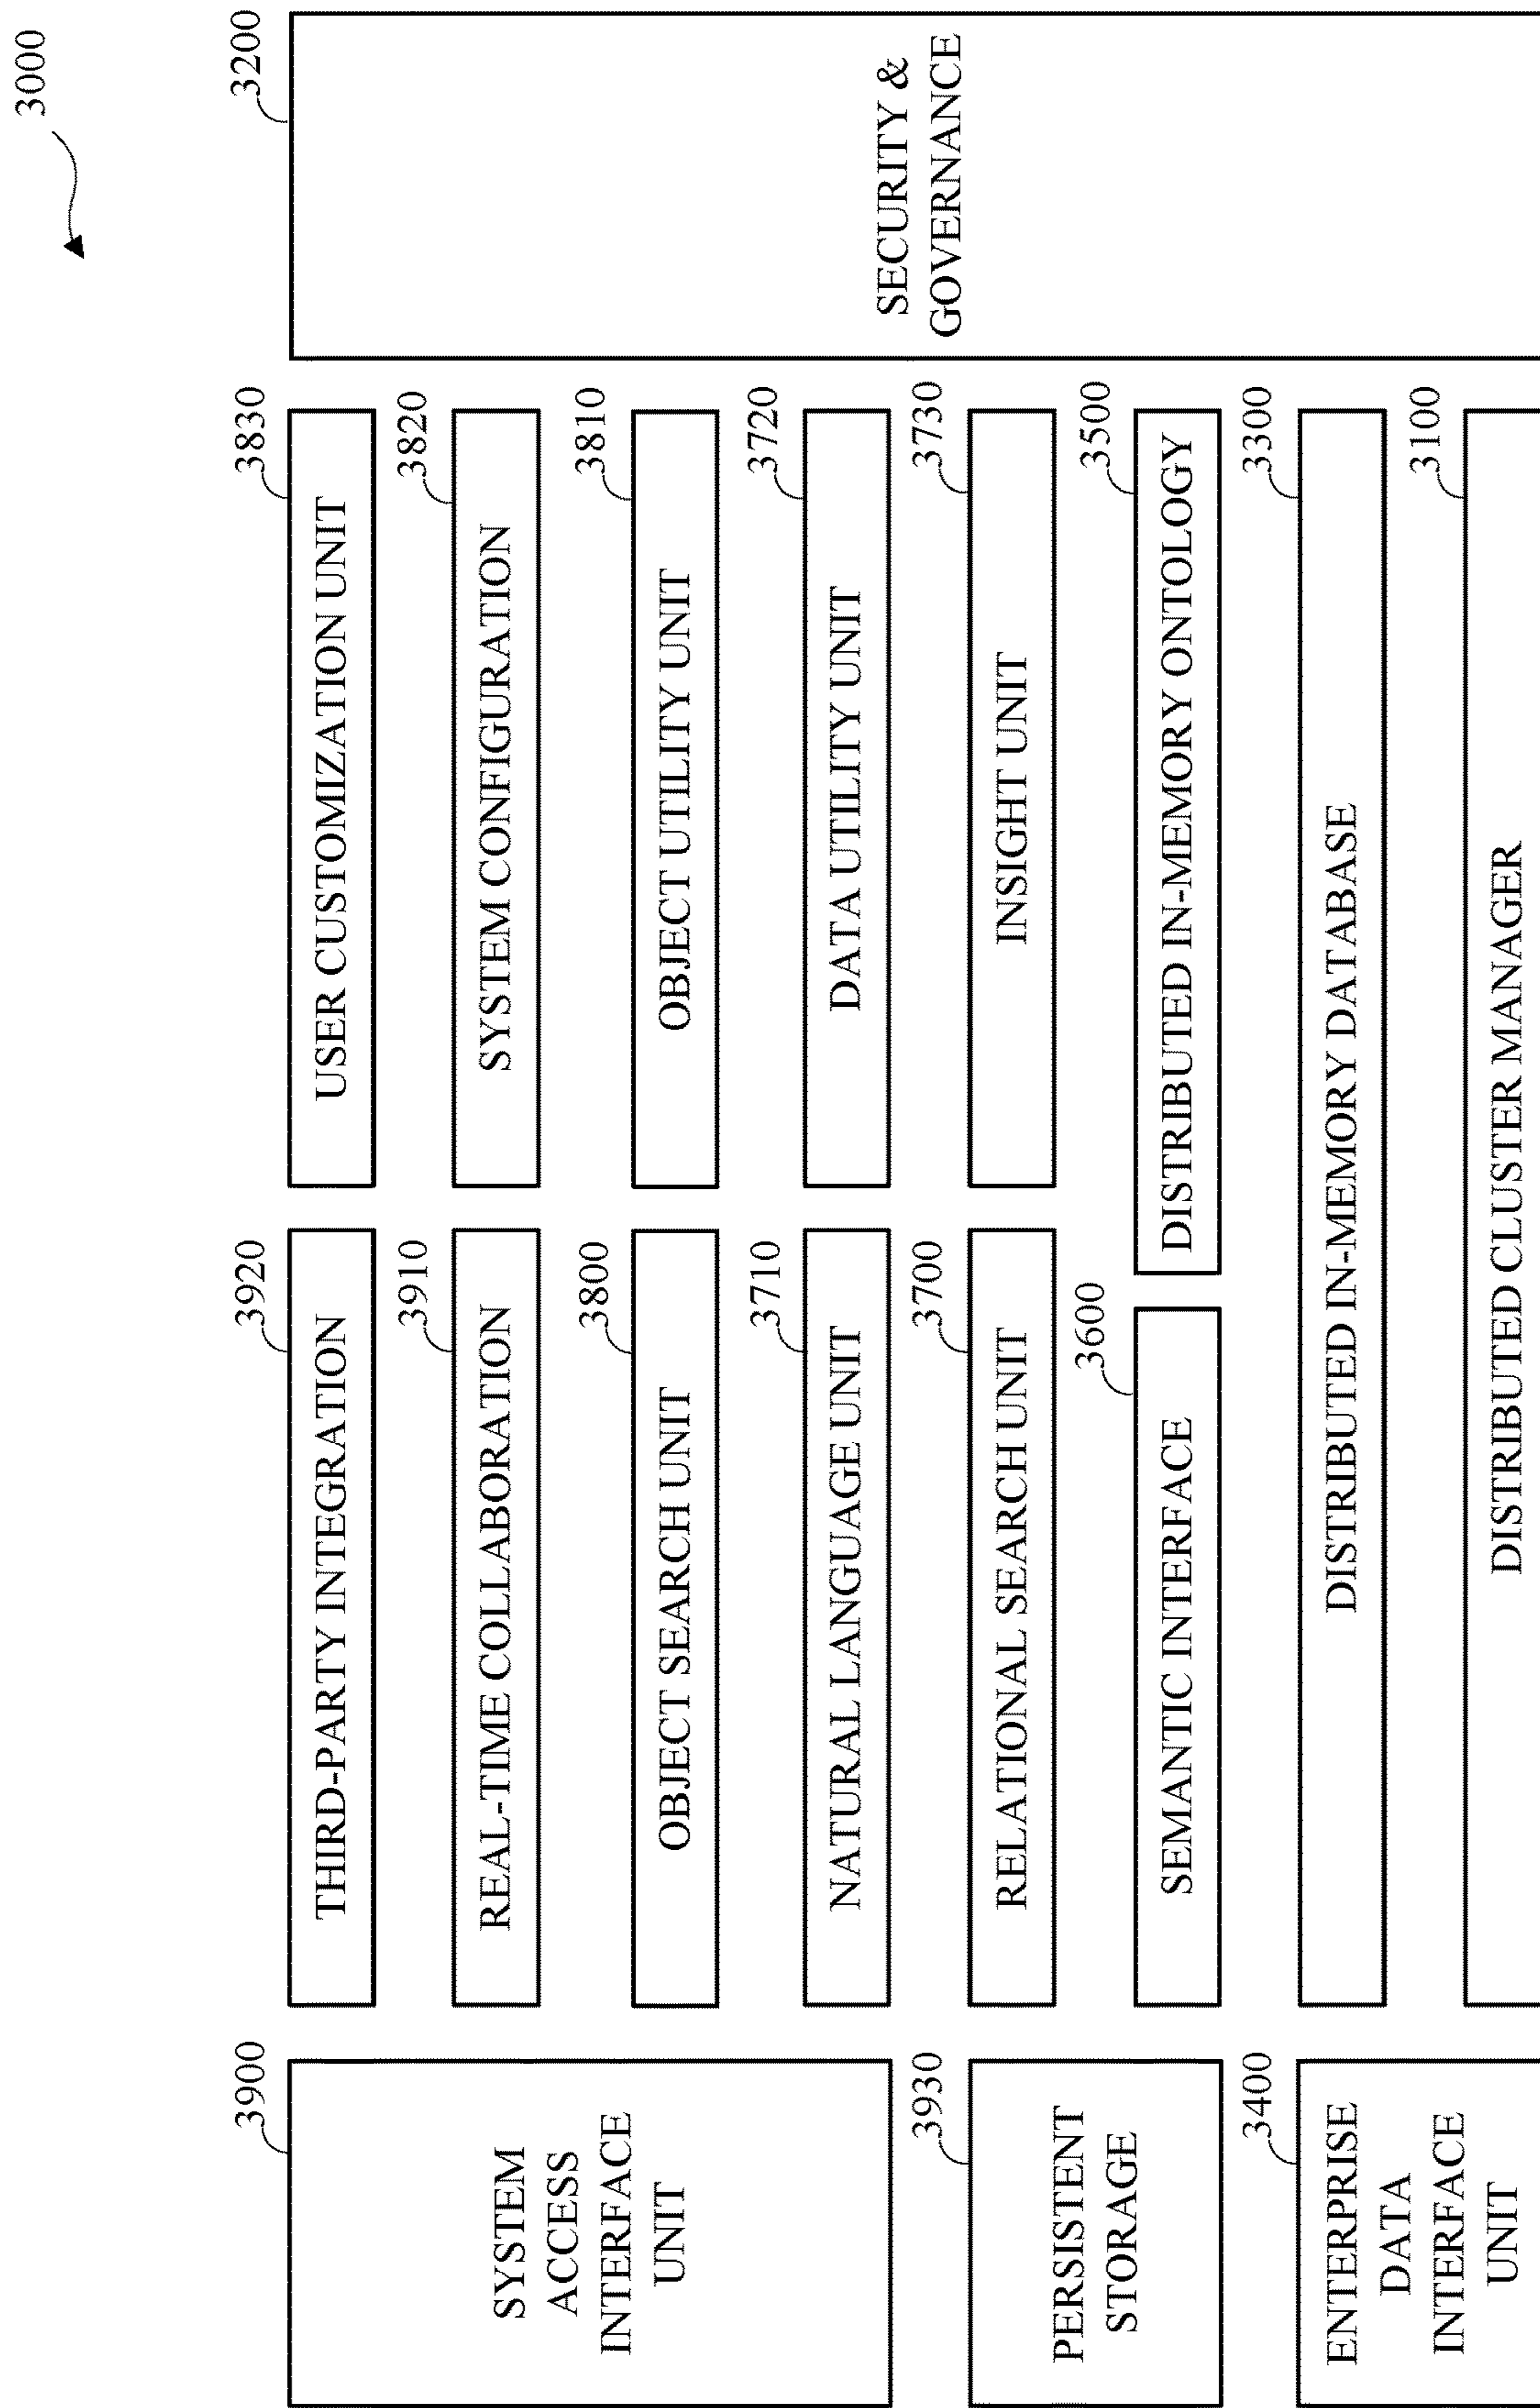 3000
3900
SYSTEM
ACCESS
INTERFACE
UNIT
3920
THIRD-PARTY INTEGRATION
3830
USER CUSTOMIZATION UNIT
3200
SECURITY &
GOVERNANCE
3910
REAL-TIME COLLABORATION
3820
SYSTEM CONFIGURATION
3800
OBJECT SEARCH UNIT
3810
OBJECT UTILITY UNIT
3710
NATURAL LANGUAGE UNIT
3720
DATA UTILITY UNIT
3930
PERSISTENT
STORAGE
3700
RELATIONAL SEARCH UNIT
3730
INSIGHT UNIT
3600
SEMANTIC INTERFACE
3500
DISTRIBUTED IN-MEMORY ONTOLOGY
3400
ENTERPRISE
DATA
INTERFACE
UNIT
3300
DISTRIBUTED IN-MEMORY DATABASE
3100
DISTRIBUTED CLUSTER MANAGER